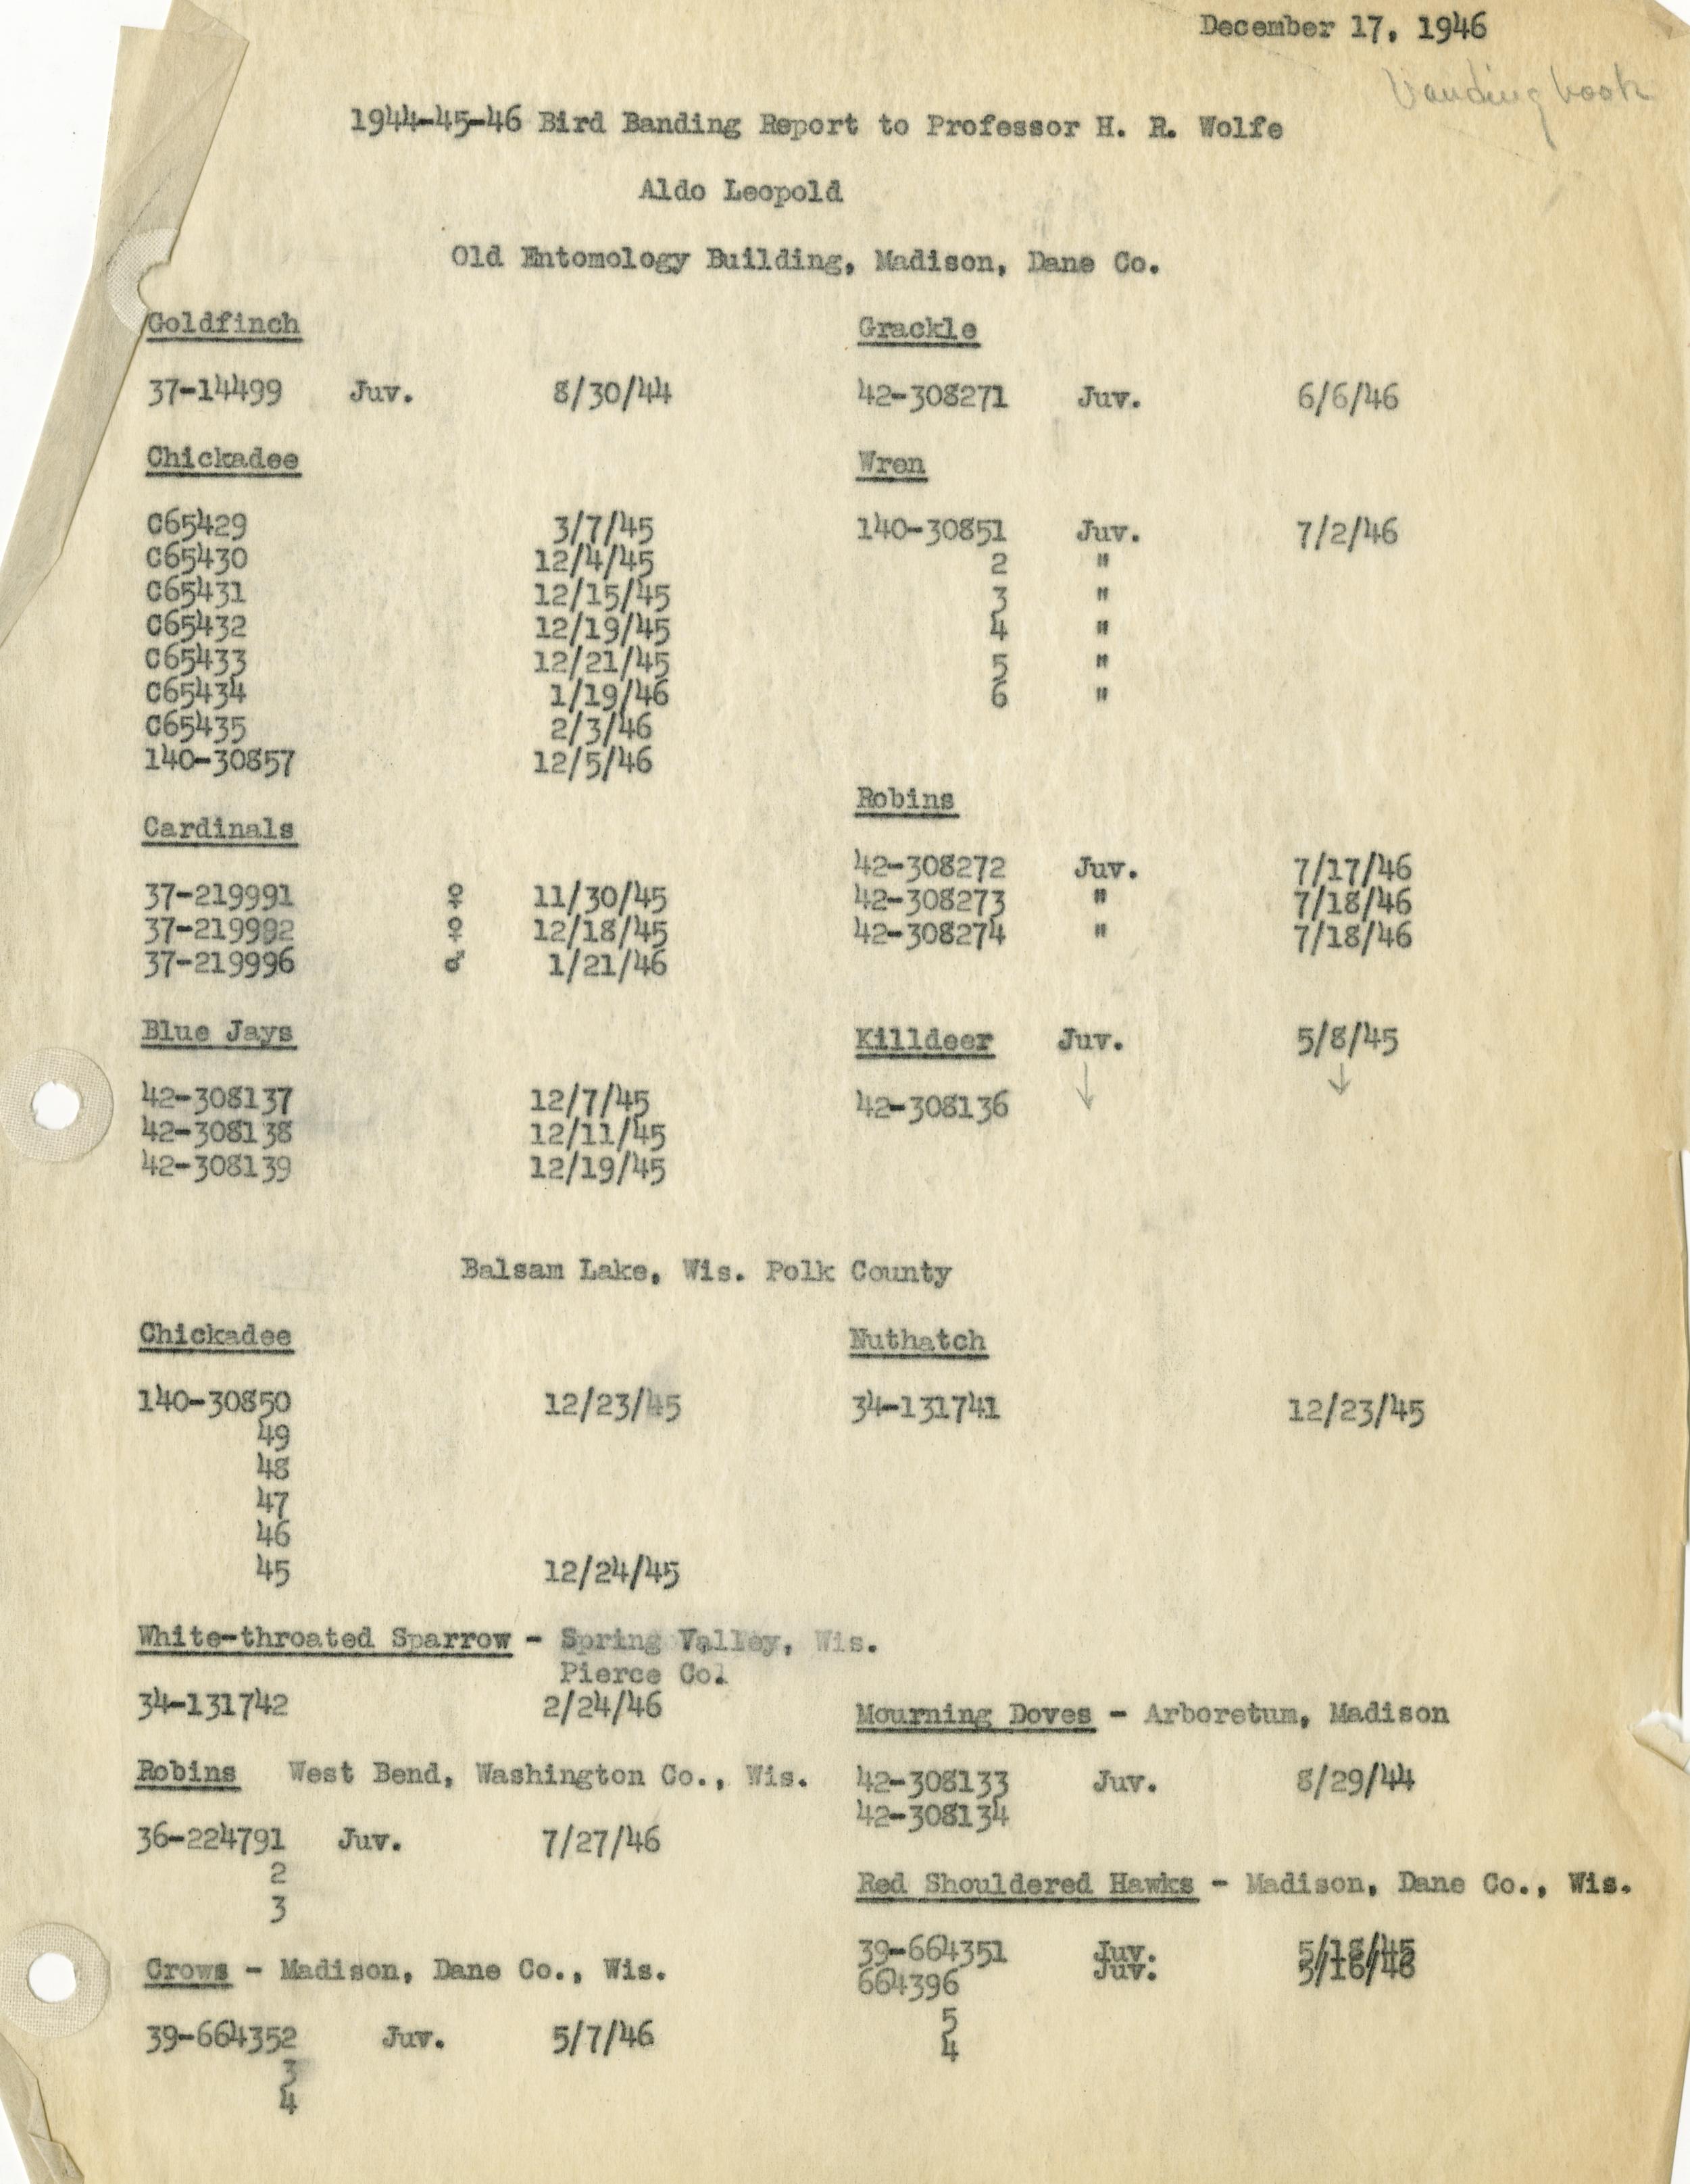 December 17, 1946
Banding book
1944-45-46 Bird Banding Report to Professor H. R. Wolfe
Aldo Leopold
Old Entomology Building, Madison, Dane Co.
Goldfinch
37-14499 Juv. 8/30/44
Chickadee
C65429 3/7/45
C65430 12/4/45
C65431 12/15/45
C65432 12/19/45
C65433 12/21/45
C65434 1/19/46
C65435 2/3/46
140-30857 12/5/46
Cardinals
37-219991 ♀ 11/30/45
37-219992 ♀ 12/18/45
37-219996 ♂ 1/21/46
Blue Jays
42-308137 12/7/45
42-308138 12/11/45
42-308139 12/19/45
Grackle
42-308271 Juv. 6/6/46
Wren
140-30851 Juv. 7/2/46
2 "
3 "
4 "
5 "
6 "
Robins
42-308272 Juv. 7/17/46
42-308273 " 7/18/46
42-308274 " 7/18/46
Killdeer Juv. 5/8/45
42-308136
Balsam Lake, Wis. Polk County
Chickadee
140-30850 12/23/45
49
48
47
46
45 12/24/45
Nuthatch
34-131741 12/23/45
White-throated Sparrow - Spring Valley, Wis.
Pierce Co.
34-131742 2/24/46
Robins West Bend, Washington Co., Wis.
36-224791 Juv. 7/27/46
2
3
Crows - Madison, Dane Co., Wis.
39-664352 Juv. 5/7/46
3
4
Mourning Doves - Arboretum, Madison
42-308133 Juv. 8/29/44
42-308134
Red Shouldered Hawks - Madison, Dane Co., Wis.
39-664351 Juv. 5/18/45
664396 Juv. 5/16/46
5
4